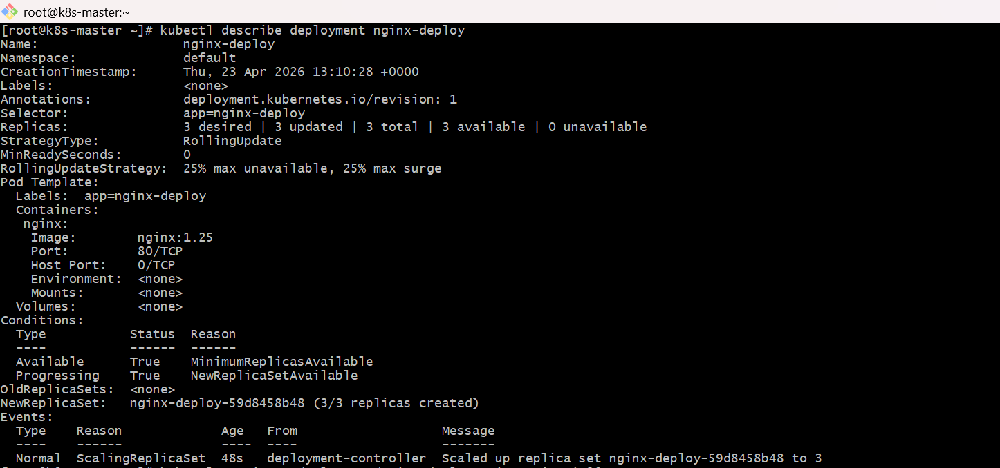 root@k8s-master:~
[root@k8s-master ~]# kubectl describe deployment nginx-deploy
Name:                   nginx-deploy
Namespace:              default
CreationTimestamp:      Thu, 23 Apr 2026 13:10:28 +0000
Labels:                 <none>
Annotations:            deployment.kubernetes.io/revision: 1
Selector:               app=nginx-deploy
Replicas:               3 desired | 3 updated | 3 total | 3 available | 0 unavailable
StrategyType:           RollingUpdate
MinReadySeconds:        0
RollingUpdateStrategy:  25% max unavailable, 25% max surge
Pod Template:
  Labels:  app=nginx-deploy
  Containers:
   nginx:
    Image:        nginx:1.25
    Port:         80/TCP
    Host Port:    0/TCP
    Environment:  <none>
    Mounts:       <none>
  Volumes:        <none>
Conditions:
  Type           Status  Reason
  ----           ------  ------
  Available      True    MinimumReplicasAvailable
  Progressing    True    NewReplicaSetAvailable
OldReplicaSets:  <none>
NewReplicaSet:   nginx-deploy-59d8458b48 (3/3 replicas created)
Events:
  Type    Reason             Age   From                   Message
  ----    ------             ----  ----                   -------
  Normal  ScalingReplicaSet  48s   deployment-controller  Scaled up replica set nginx-deploy-59d8458b48 to 3